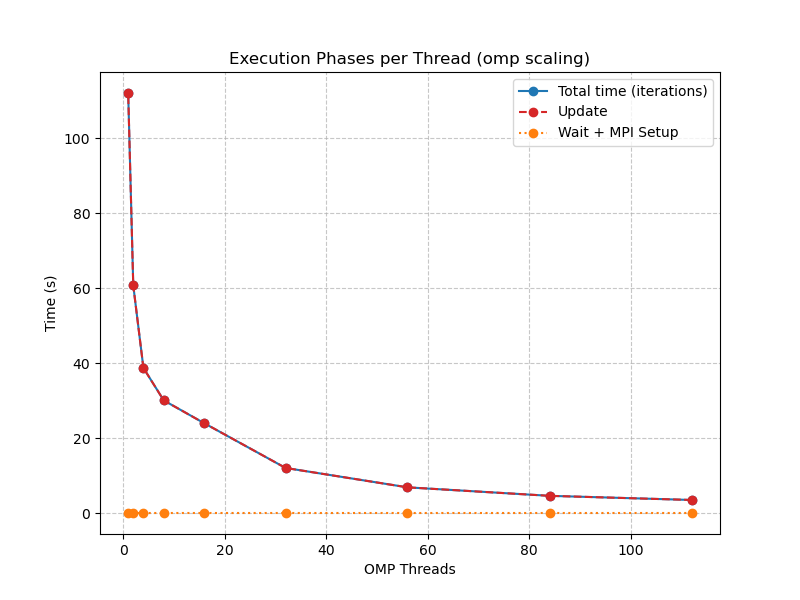 Execution Phases per Thread (omp scaling)
Total time (iterations)
Update
Wait + MPI Setup
Time (s)
100
80
60
40
20
0
0 20 40 60 80 100
OMP Threads